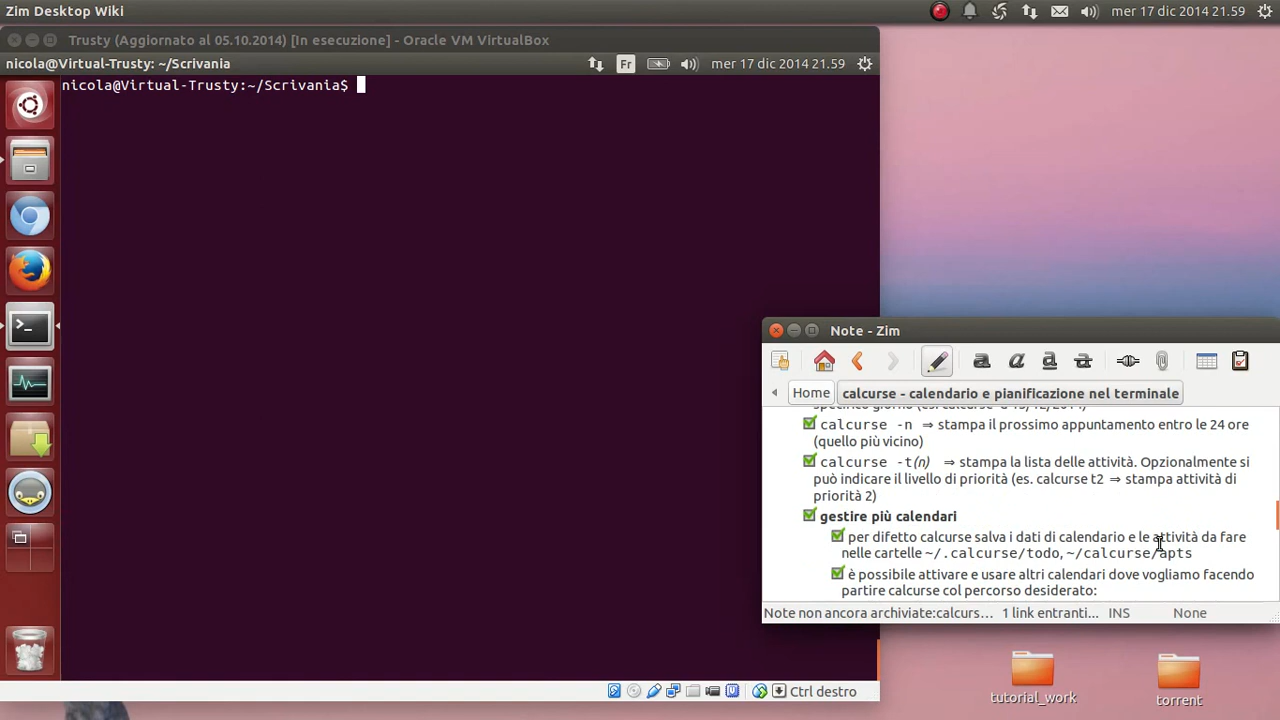 Zim Desktop Wiki
mer 17 dic 2014 21.59
Trusty (Aggiornato al 05.10.2014) [In esecuzione] - Oracle VM VirtualBox
nicola@Virtual-Trusty: ~/Scrivania
Fr
mer 17 dic 2014 21.59
nicola@Virtual-Trusty:~/Scrivania$
Note - Zim
Home
calcurse - calendario e pianificazione nel terminale
calcurse -n ⇒ stampa il prossimo appuntamento entro le 24 ore
(quello più vicino)
calcurse -t(n) ⇒ stampa la lista delle attività. Opzionalmente si
può indicare il livello di priorità (es. calcurse t2 ⇒ stampa attività di
priorità 2)
gestire più calendari
per difetto calcurse salva i dati di calendario e le attività da fare
nelle cartelle ~/.calcurse/todo, ~/calcurse/apts
è possibile attivare e usare altri calendari dove vogliamo facendo
partire calcurse col percorso desiderato:
Note non ancora archiviate:calcurs...
1 link entranti...
INS
None
tutorial_work
torrent
Ctrl destro